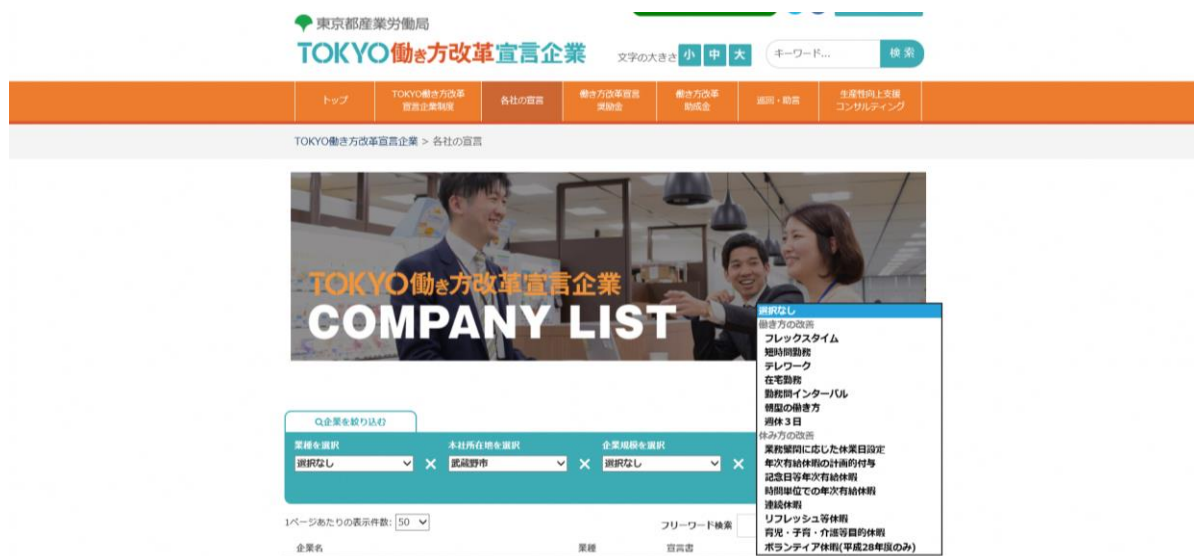 東京都産業労働局
TOKYO働き方改革宣言企業
文字の大きさ 小 中 大
キーワード...
検索
トップ
TOKYO働き方改革
宣言企業制度
各社の宣言
働き方改革宣言
奨励金
働き方改革
助成金
巡回・助言
生産性向上支援
コンサルティング
TOKYO働き方改革宣言企業 > 各社の宣言
TOKYO働き方改革宣言企業
COMPANY LIST
選択なし
働き方の改善
フレックスタイム
短時間勤務
テレワーク
在宅勤務
勤務間インターバル
朝型の働き方
週休3日
休み方の改善
業務繁閑に応じた休業日設定
年次有給休暇の計画的付与
記念日等年次有給休暇
時間単位での年次有給休暇
連続休暇
リフレッシュ等休暇
育児・子育・介護等目的休暇
ボランティア休暇(平成28年度のみ)
企業を絞り込む
業種を選択
本社所在地を選択
企業規模を選択
選択なし
×
武蔵野市
×
選択なし
×
1ページあたりの表示件数: 50
フリーワード検索
企業名
業種
宣言書